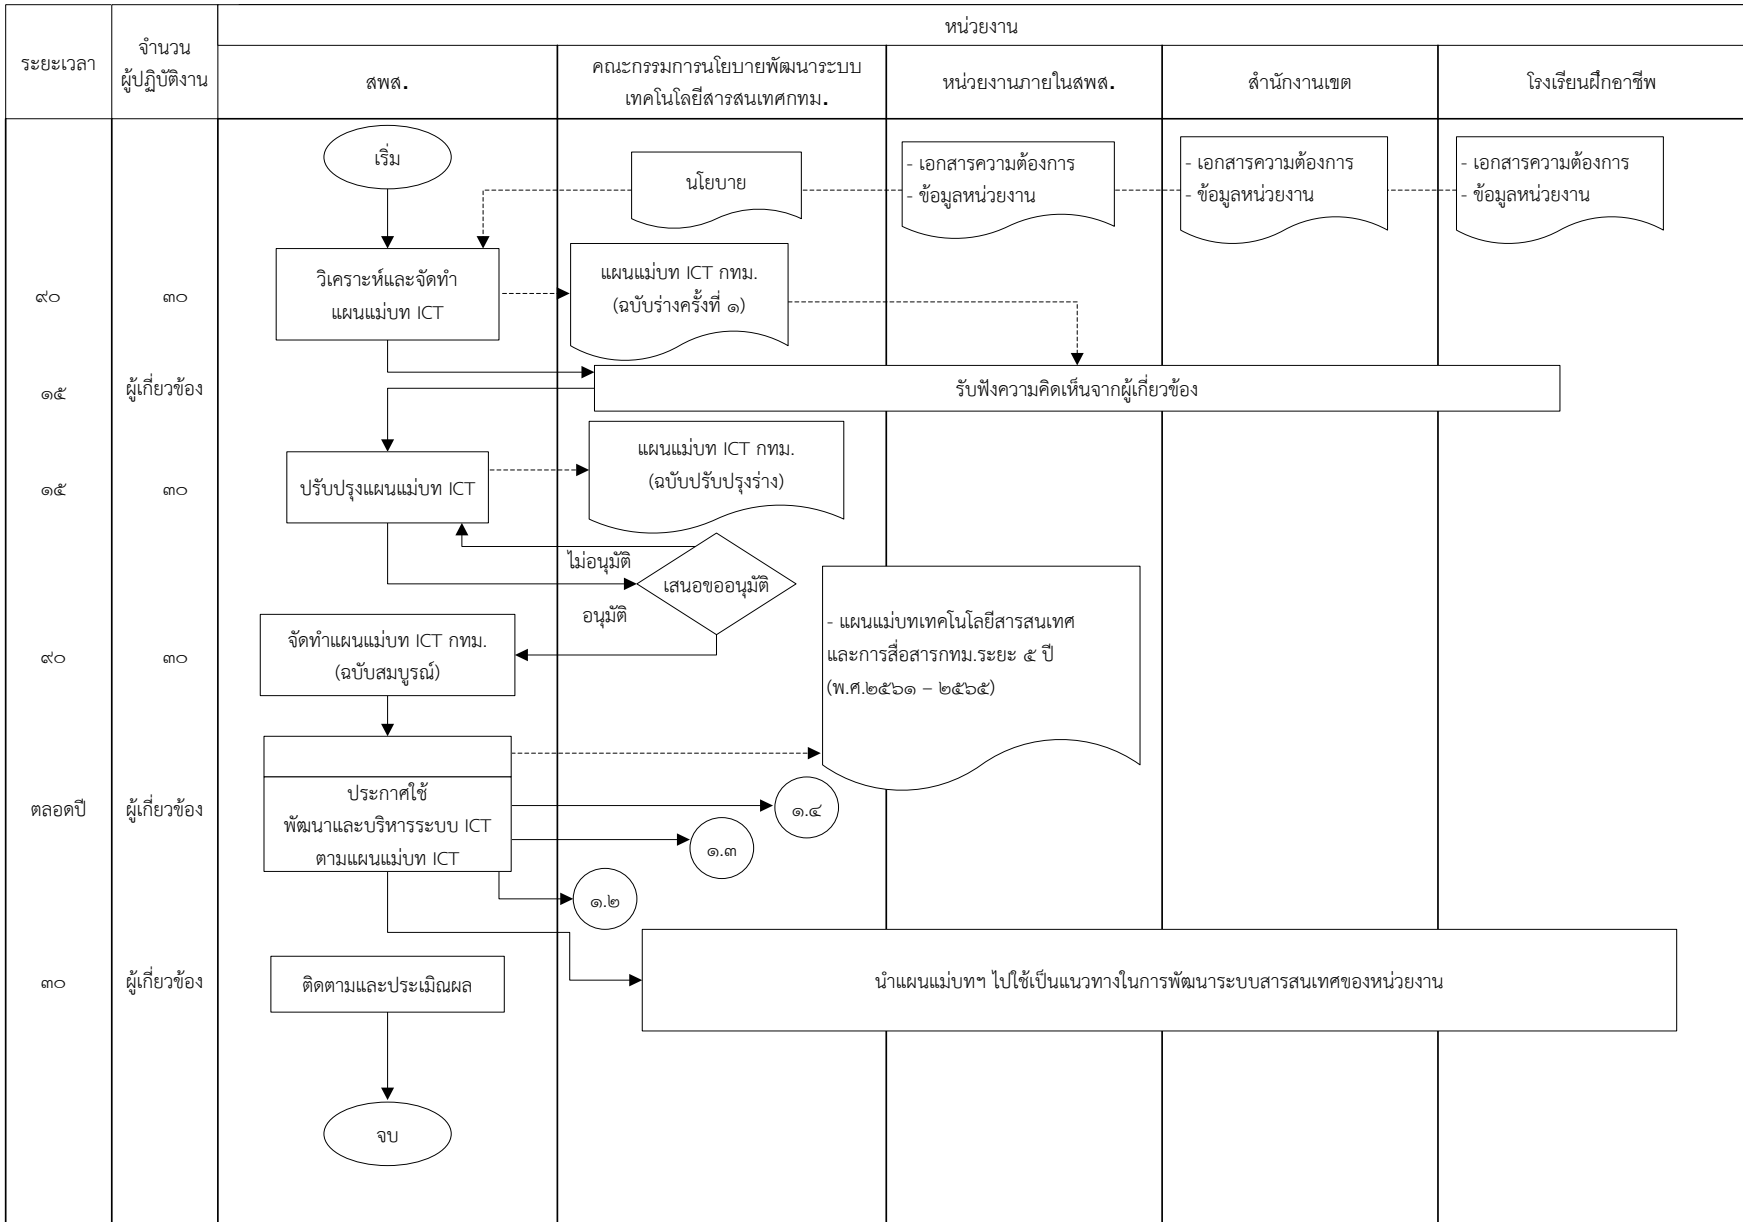 หน่วยงาน
ระยะเวลา
จำนวน
ผู้ปฏิบัติงาน
สพส.
คณะกรรมการนโยบายพัฒนาระบบ
เทคโนโลยีสารสนเทศกทม.
หน่วยงานภายในสพส.
สำนักงานเขต
โรงเรียนฝึกอาชีพ
เริ่ม
นโยบาย
- เอกสารความต้องการ
- ข้อมูลหน่วยงาน
- เอกสารความต้องการ
- ข้อมูลหน่วยงาน
- เอกสารความต้องการ
- ข้อมูลหน่วยงาน
๙๐
๓๐
วิเคราะห์และจัดทำ
แผนแม่บท ICT
แผนแม่บท ICT กทม.
(ฉบับร่างครั้งที่ ๑)
๑๕
ผู้เกี่ยวข้อง
รับฟังความคิดเห็นจากผู้เกี่ยวข้อง
๑๕
๓๐
ปรับปรุงแผนแม่บท ICT
แผนแม่บท ICT กทม.
(ฉบับปรับปรุงร่าง)
ไม่อนุมัติ
เสนอขออนุมัติ
อนุมัติ
๙๐
๓๐
จัดทำแผนแม่บท ICT กทม.
(ฉบับสมบูรณ์)
- แผนแม่บทเทคโนโลยีสารสนเทศ
และการสื่อสารกทม.ระยะ ๕ ปี
(พ.ศ.๒๕๖๑ – ๒๕๖๕)
ตลอดปี
ผู้เกี่ยวข้อง
ประกาศใช้
พัฒนาและบริหารระบบ ICT
ตามแผนแม่บท ICT
๑.๔
๑.๓
๑.๒
๓๐
ผู้เกี่ยวข้อง
ติดตามและประเมิณผล
นำแผนแม่บทฯ ไปใช้เป็นแนวทางในการพัฒนาระบบสารสนเทศของหน่วยงาน
จบ